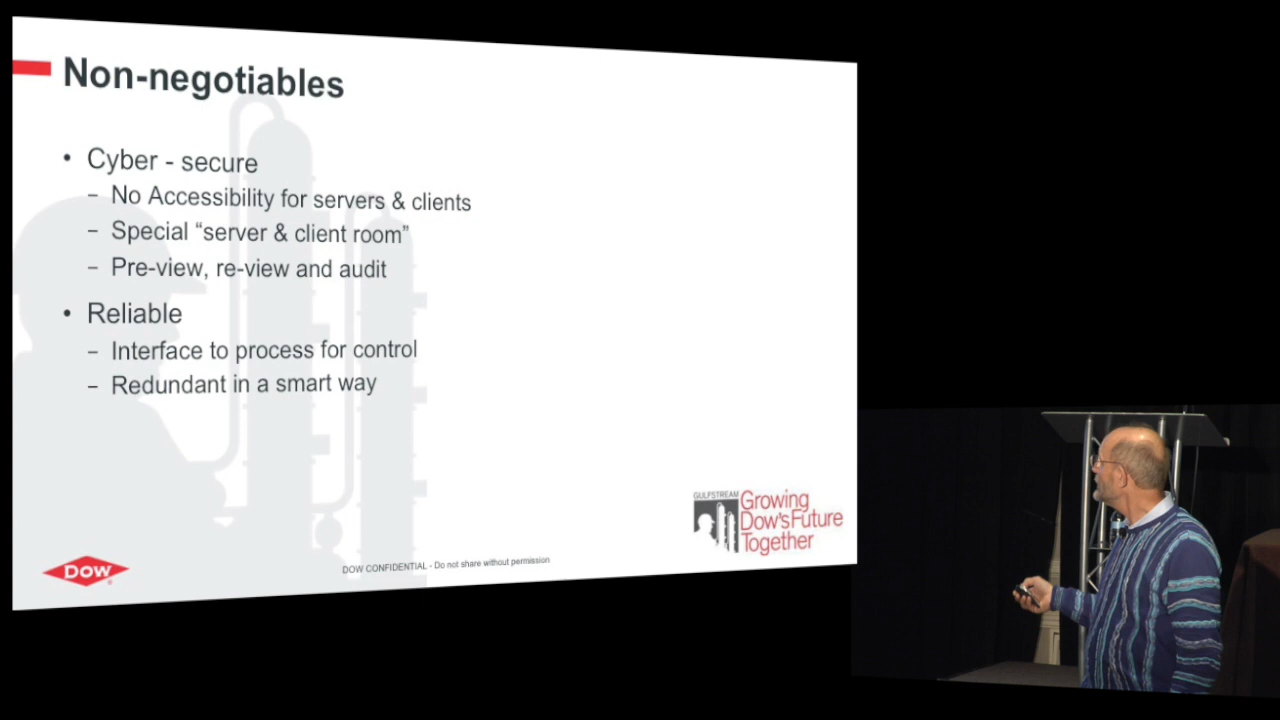 Non-negotiables
• Cyber - secure
– No Accessibility for servers & clients
– Special “server & client room”
– Pre-view, re-view and audit
• Reliable
– Interface to process for control
– Redundant in a smart way
GULFSTREAM
Growing
Dow's Future
Together
DOW
DOW CONFIDENTIAL - Do not share without permission